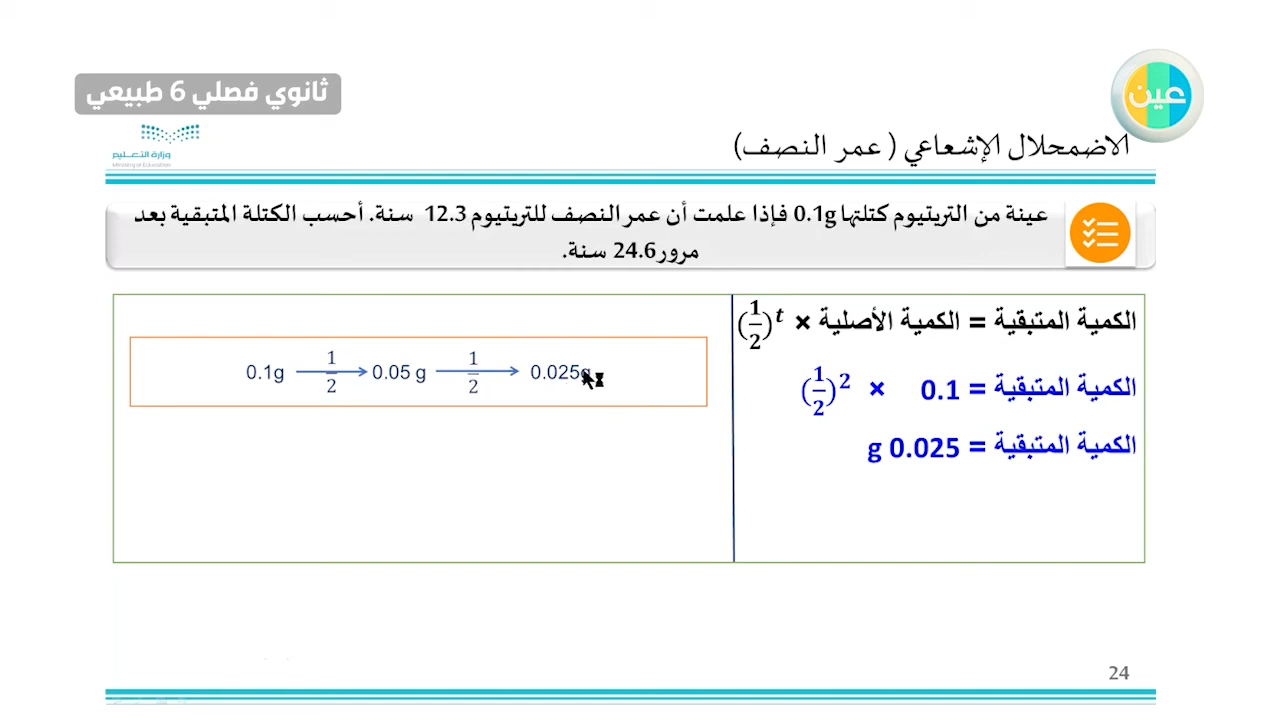 ثانوي فصلي 6 طبيعي
عين
وزارة التعليم
Ministry of Education
الاضمحلال الإشعاعي ( عمر النصف)
عينة من التريتيوم كتلتها 0.1g فإذا علمت أن عمر النصف للتريتيوم 12.3 سنة. أحسب الكتلة المتبقية بعد
مرور 24.6 سنة.
الكمية المتبقية = الكمية الأصلية × (1/2)^t
الكمية المتبقية = 0.1 × (1/2)^2
الكمية المتبقية = 0.025 g
0.1g 1/2 0.05 g 1/2 0.025g
24